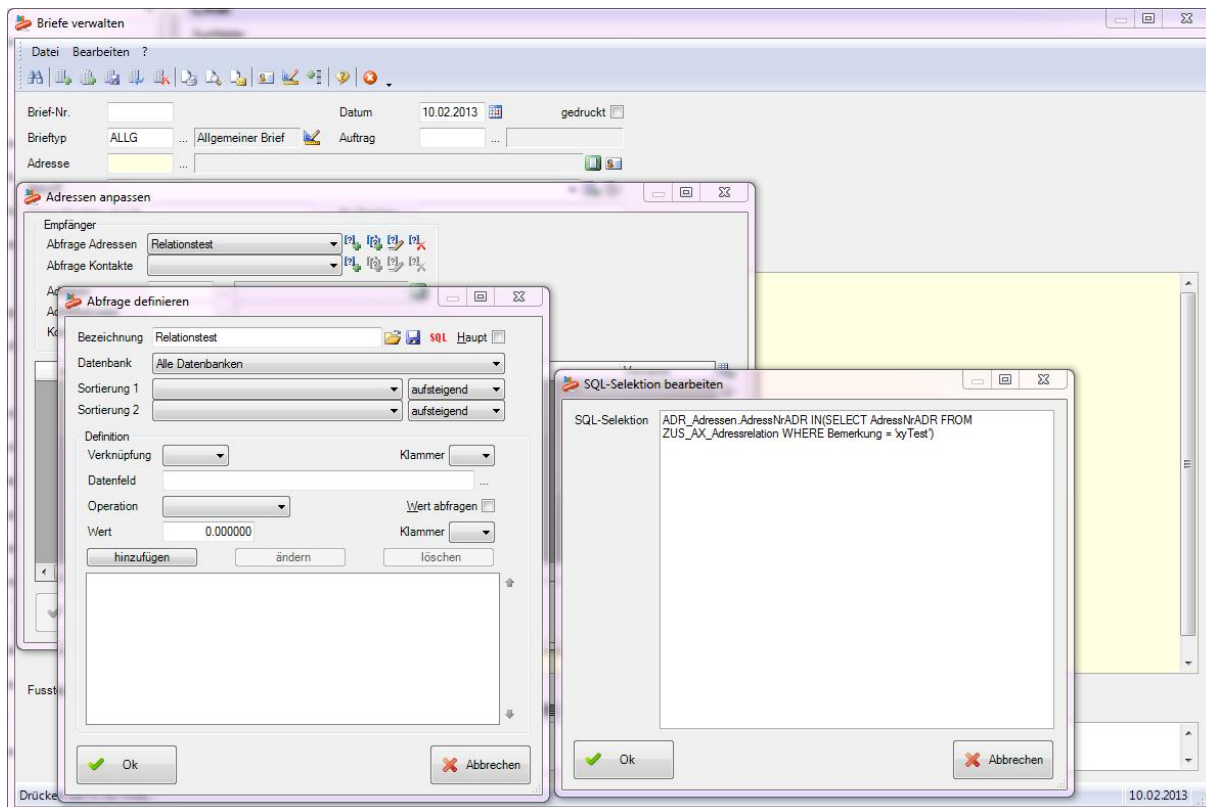 Briefe verwalten
Datei Bearbeiten ?
Brief-Nr. Datum 10.02.2013 gedruckt
Brieftyp ALLG ... Allgemeiner Brief Auftrag ...
Adresse ...
Adressen anpassen
Empfänger
Abfrage Adressen Relationstest
Abfrage Kontakte
Abfrage definieren
Bezeichnung Relationstest SQL Haupt
Datenbank Alle Datenbanken
Sortierung 1 aufsteigend
Sortierung 2 aufsteigend
Definition
Verknüpfung Klammer
Datenfeld ...
Operation Wert abfragen
Wert 0.000000 Klammer
hinzufügen ändern löschen
Ok Abbrechen
SQL-Selektion bearbeiten
SQL-Selektion ADR_Adressen.AdressNrADR IN(SELECT AdressNrADR FROM
ZUS_AX_Adressrelation WHERE Bemerkung = 'xyTest')
Ok Abbrechen
10.02.2013